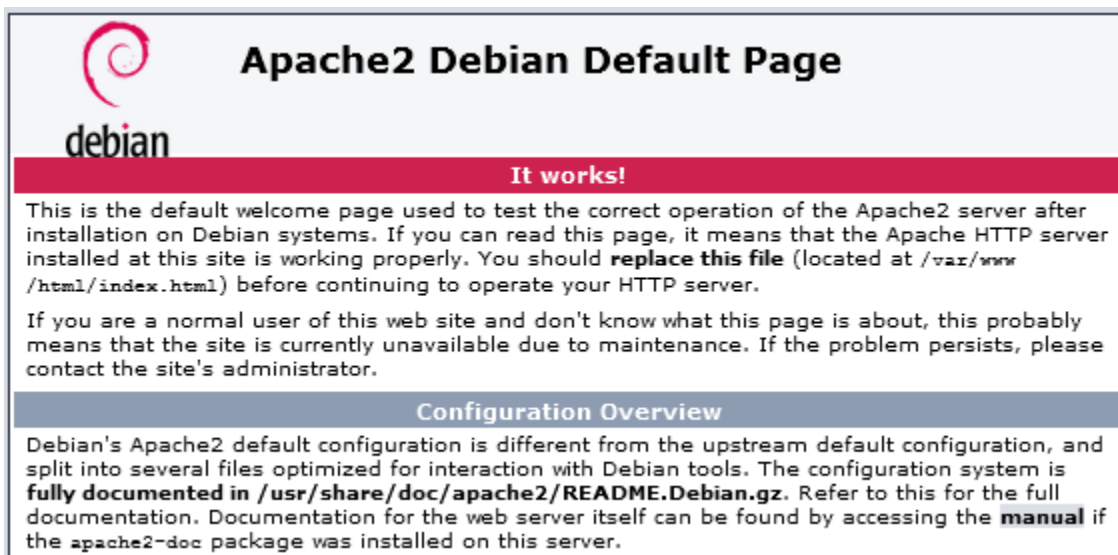 debian
Apache2 Debian Default Page
It works!
This is the default welcome page used to test the correct operation of the Apache2 server after
installation on Debian systems. If you can read this page, it means that the Apache HTTP server
installed at this site is working properly. You should replace this file (located at /var/www
/html/index.html) before continuing to operate your HTTP server.
If you are a normal user of this web site and don't know what this page is about, this probably
means that the site is currently unavailable due to maintenance. If the problem persists, please
contact the site's administrator.
Configuration Overview
Debian's Apache2 default configuration is different from the upstream default configuration, and
split into several files optimized for interaction with Debian tools. The configuration system is
fully documented in /usr/share/doc/apache2/README.Debian.gz. Refer to this for the full
documentation. Documentation for the web server itself can be found by accessing the manual if
the apache2-doc package was installed on this server.